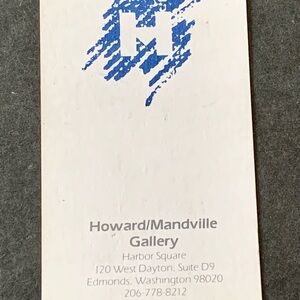 H
Howard/Mandville
Gallery
Harbor Square
120 West Dayton, Suite D9
Edmonds, Washington 98020
206-778-8212